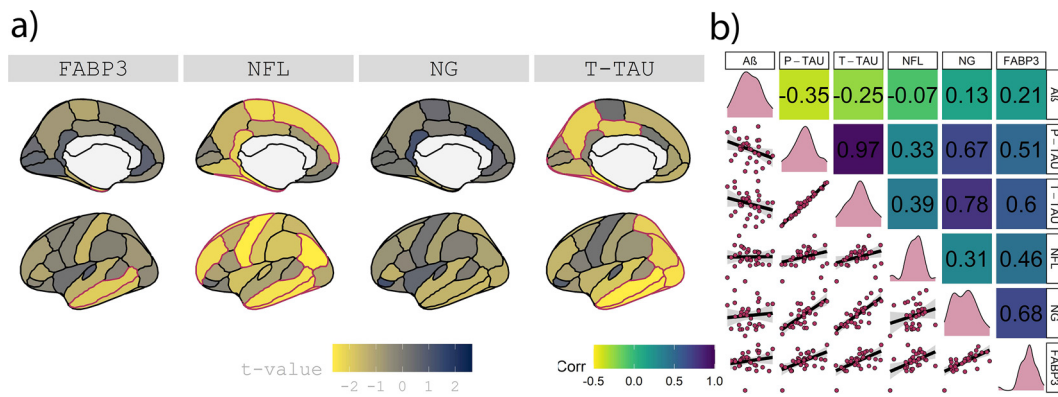 a)
FABP3 NFL NG T-TAU
t-value
-2 -1 0 1 2
b)
Aß P-TAU T-TAU NFL NG FABP3
-0.35 -0.25 -0.07 0.13 0.21 Aß
0.97 0.33 0.67 0.51 P-TAU
0.39 0.78 0.6 T-TAU
0.31 0.46 NFL
0.68 NG
FABP3
Corr
-0.5 0.0 0.5 1.0